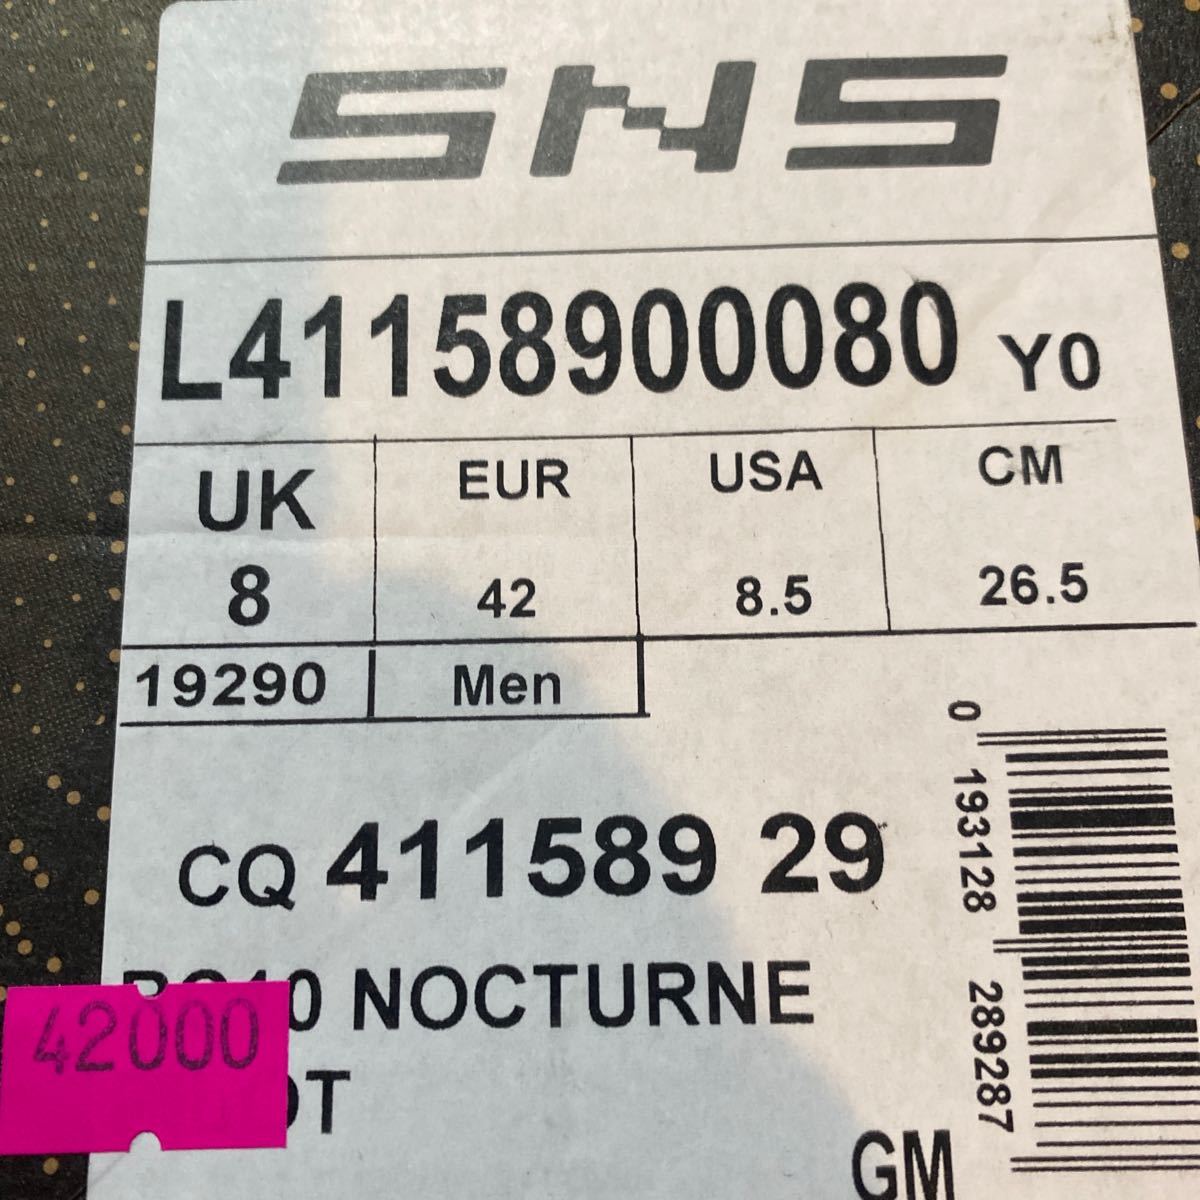 SNS
L41158900080 Y0
UK EUR USA CM
8 42 8.5 26.5
19290 Men
CQ 411589 29
NOCTURNE
42000
GM
0 193128 289287